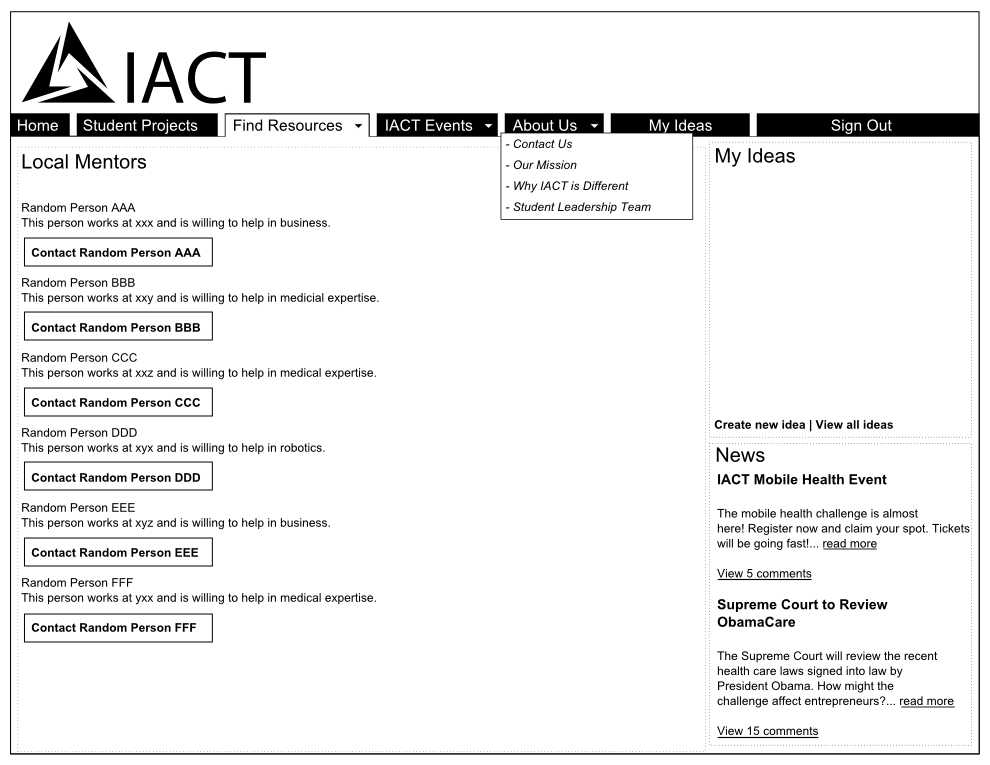 IACT
Home
Student Projects
Find Resources
IACT Events
About Us
My Ideas
Sign Out
- Contact Us
- Our Mission
- Why IACT is Different
- Student Leadership Team
Local Mentors
Random Person AAA
This person works at xxx and is willing to help in business.
Contact Random Person AAA
Random Person BBB
This person works at xxy and is willing to help in medicial expertise.
Contact Random Person BBB
Random Person CCC
This person works at xxz and is willing to help in medical expertise.
Contact Random Person CCC
Random Person DDD
This person works at xyx and is willing to help in robotics.
Contact Random Person DDD
Random Person EEE
This person works at xyz and is willing to help in business.
Contact Random Person EEE
Random Person FFF
This person works at yxx and is willing to help in medical expertise.
Contact Random Person FFF
My Ideas
Create new idea | View all ideas
News
IACT Mobile Health Event
The mobile health challenge is almost
here! Register now and claim your spot. Tickets
will be going fast!... read more
View 5 comments
Supreme Court to Review
ObamaCare
The Supreme Court will review the recent
health care laws signed into law by
President Obama. How might the
challenge affect entrepreneurs?... read more
View 15 comments